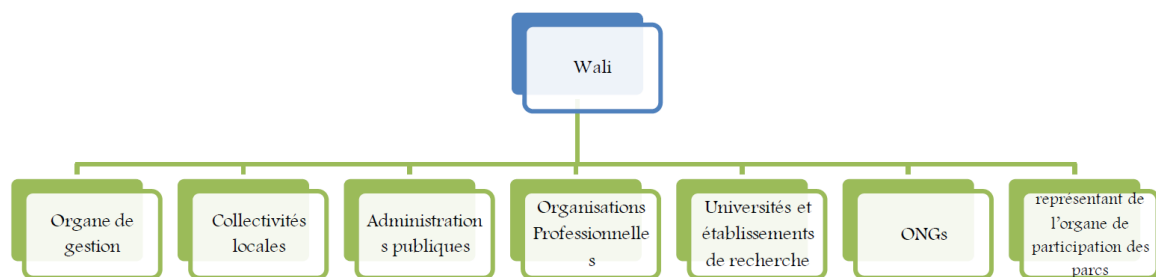 Wali
Organe de
gestion
Collectivités
locales
Administration
s publiques
Organisations
Professionnelle
s
Universités et
établissements
de recherche
ONGs
représentant de
l'organe de
participation des
parcs